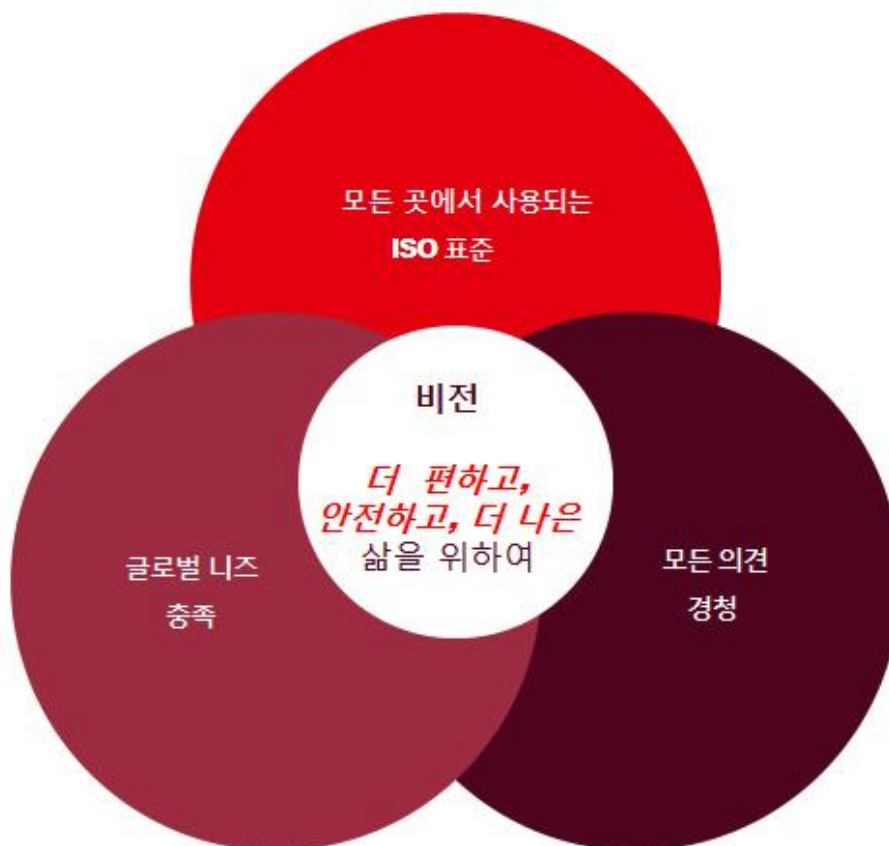 모든 곳에서 사용되는
ISO 표준
비전
더 편하고,
안전하고, 더 나은
삶을 위하여
글로벌 니즈
충족
모든 의견
경청